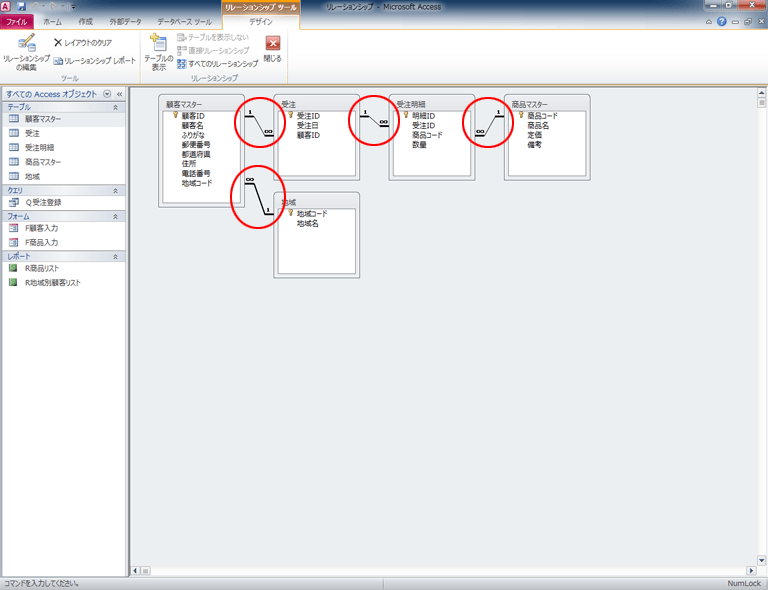 リレーションシップ ツール
リレーションシップ - Microsoft Access
ファイル ホーム 作成 外部データ データベース ツール デザイン
リレーションシップ
の編集
レイアウトのクリア
リレーションシップ レポート
ツール
テーブルの
表示
テーブルを表示しない
直接リレーションシップ
すべてのリレーションシップ
閉じる
リレーションシップ
すべての Access オブジェクト
テーブル
顧客マスター
受注
受注明細
商品マスター
地域
クエリ
Q受注登録
フォーム
F顧客入力
F商品入力
レポート
R商品リスト
R地域別顧客リスト
顧客マスター
顧客ID
顧客名
ふりがな
郵便番号
都道府県
住所
電話番号
地域コード
1
∞
受注
受注ID
受注日
顧客ID
1
∞
受注明細
明細ID
受注ID
商品コード
数量
1
∞
商品マスター
商品コード
商品名
定価
備考
∞
1
地域
地域コード
地域名
コマンドを入力してください。
NumLock